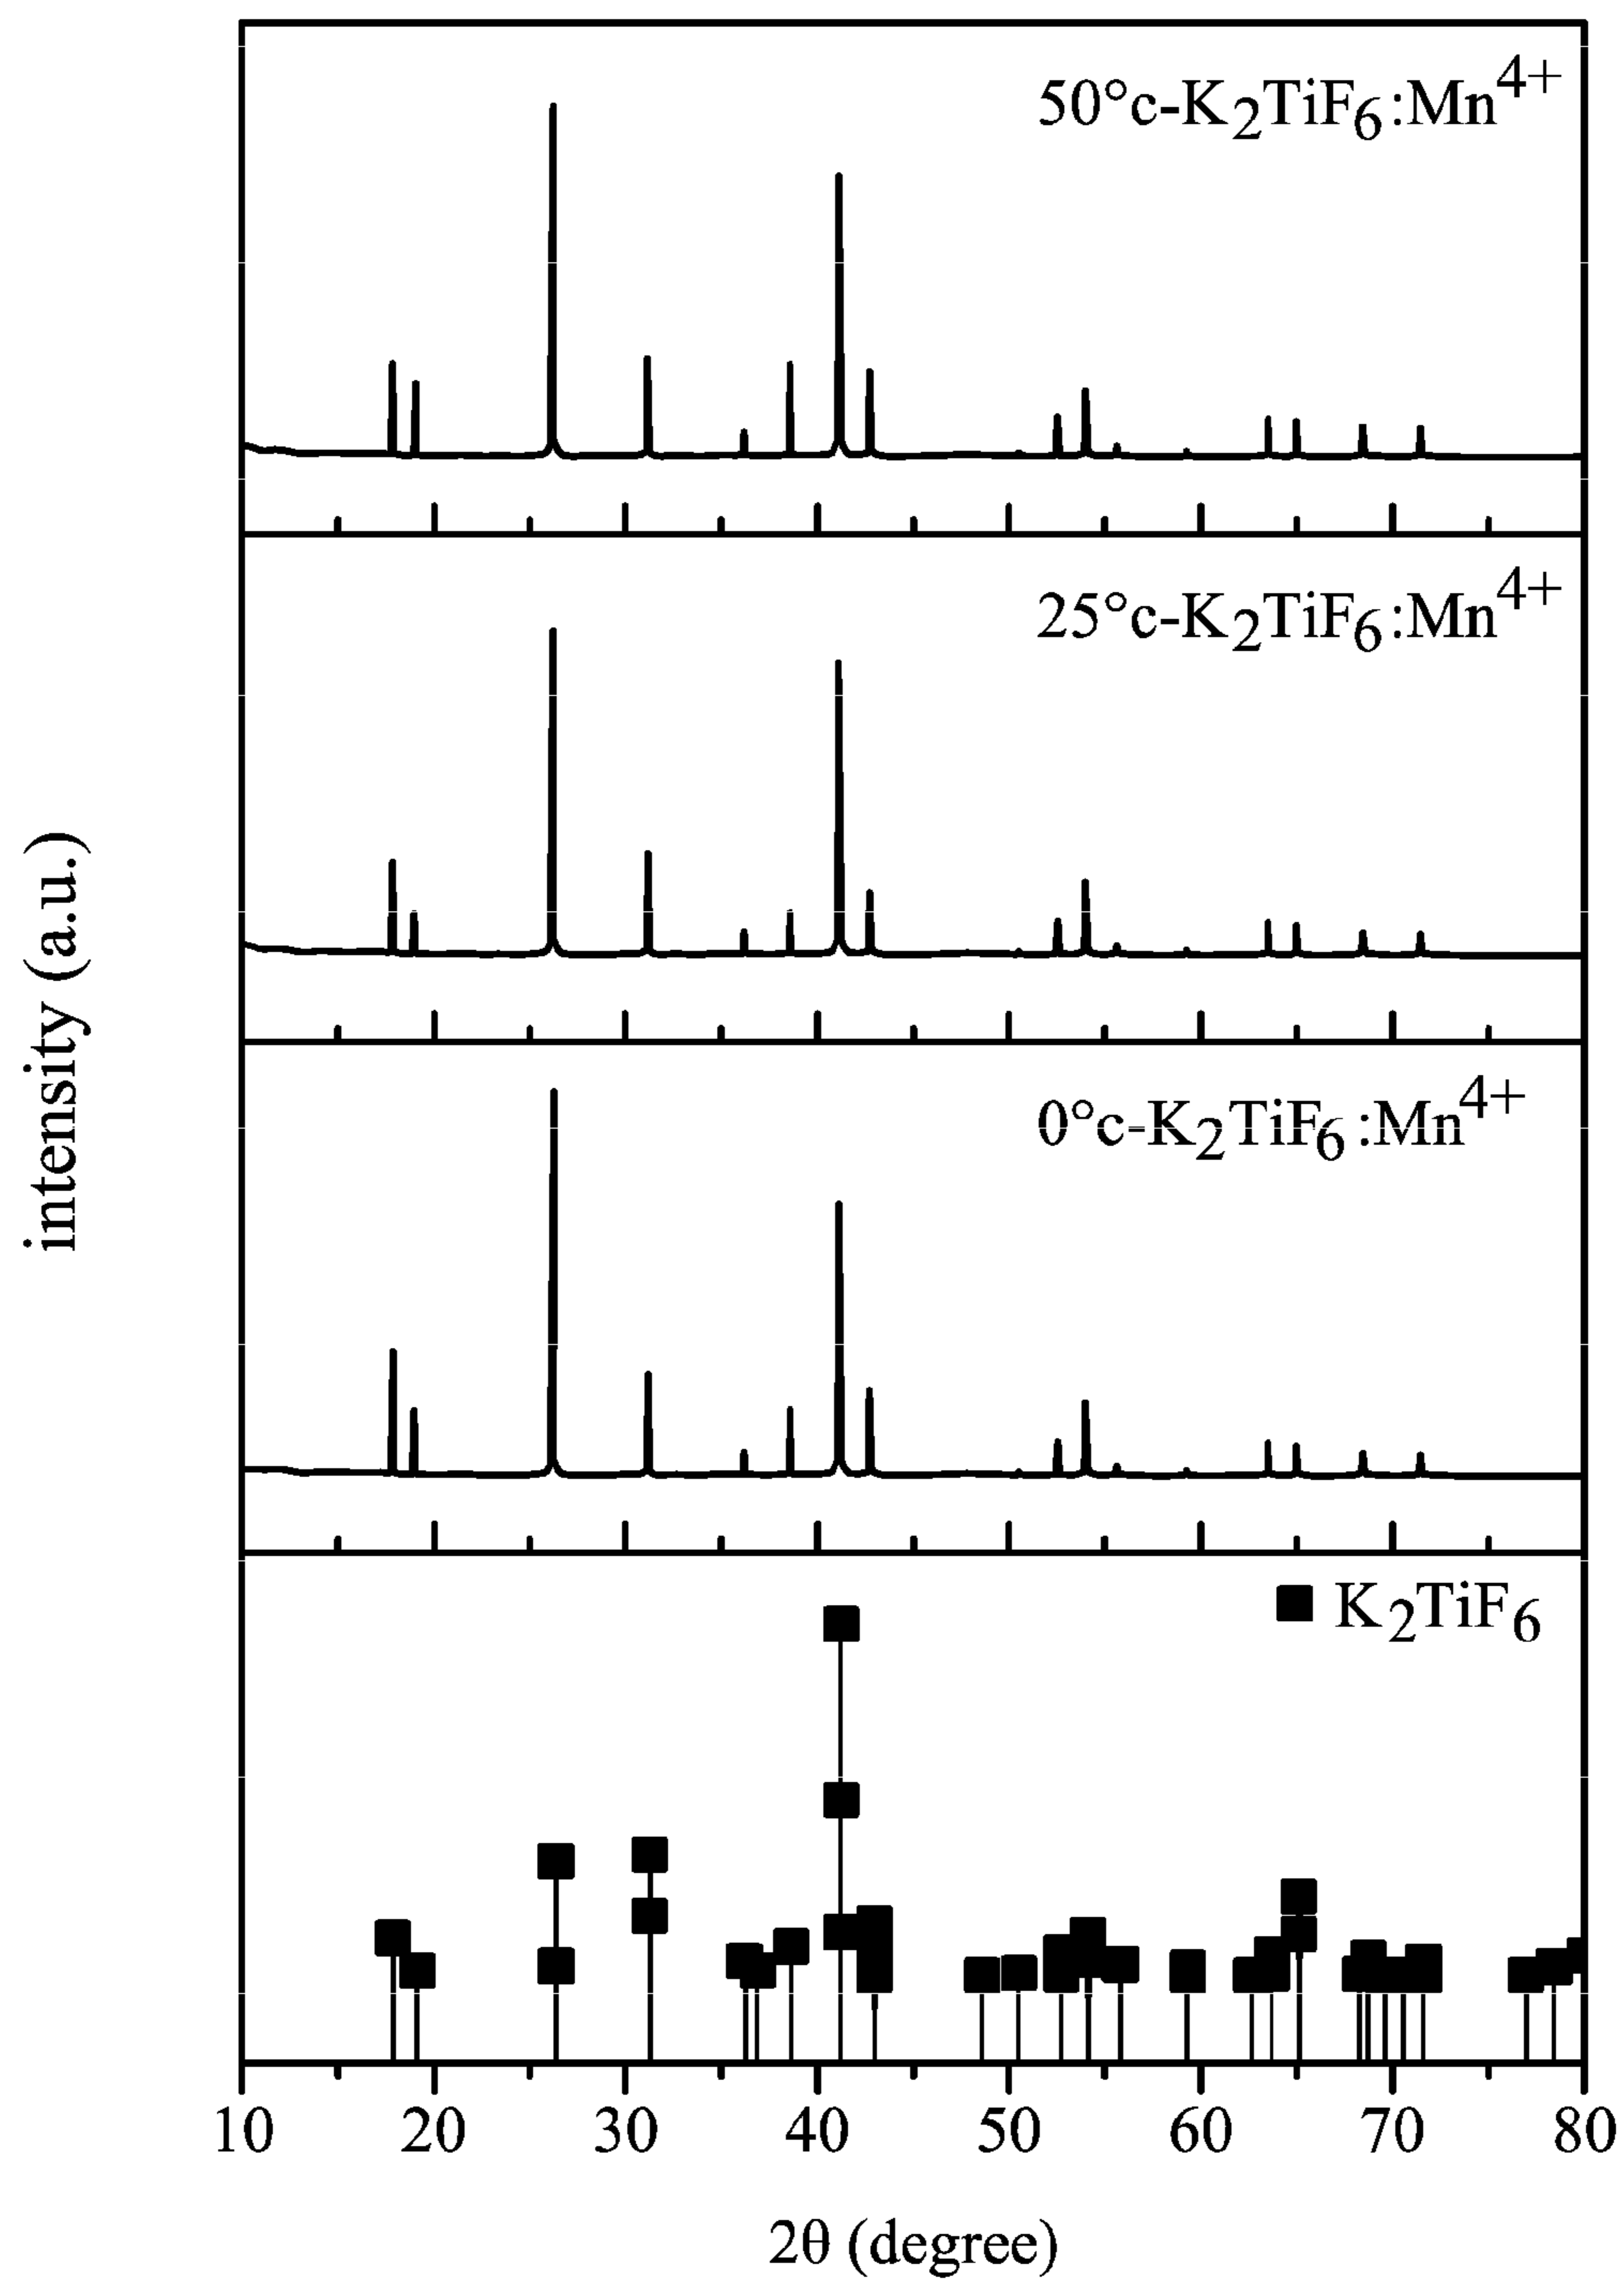 50°c-K₂TiF₆:Mn⁴⁺
25°c-K₂TiF₆:Mn⁴⁺
0°c-K₂TiF₆:Mn⁴⁺
K₂TiF₆
intensity (a.u.)
10 20 30 40 50 60 70 80
2θ (degree)